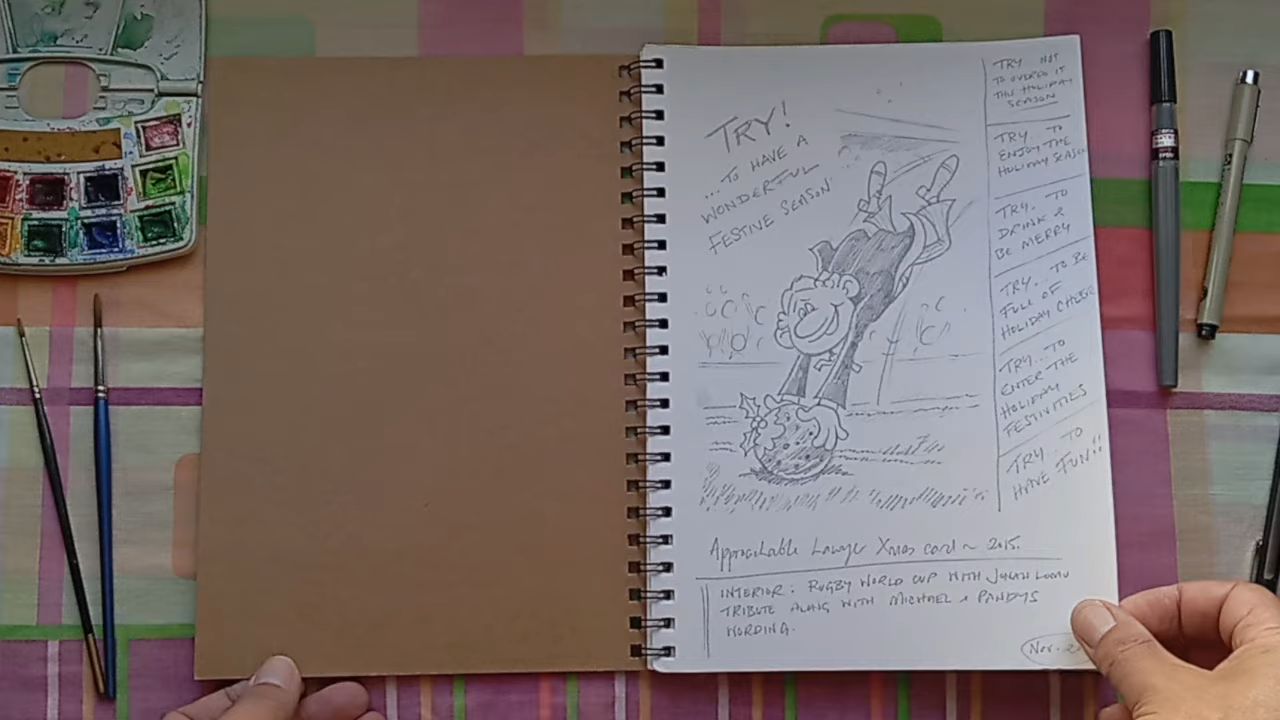 TRY!
...TO HAVE A
WONDERFUL
FESTIVE SEASON
TRY NOT
TO OVERDO IT
THIS HOLIDAY
SEASON
TRY... TO
ENJOY THE
HOLIDAY SEASON
TRY. TO
DRINK &
BE MERRY
TRY... TO BE
FULL OF
HOLIDAY CHEER
TRY... TO
ENTER THE
HOLIDAY
FESTIVITIES
TRY TO
HAVE FUN!!
Approachable Lawyer Xmas card ~ 2015.
INTERIOR: RUGBY WORLD CUP WITH JONAH LOMU
TRIBUTE ALONG WITH MICHAEL & PANDYS
WORDING.
Nov.